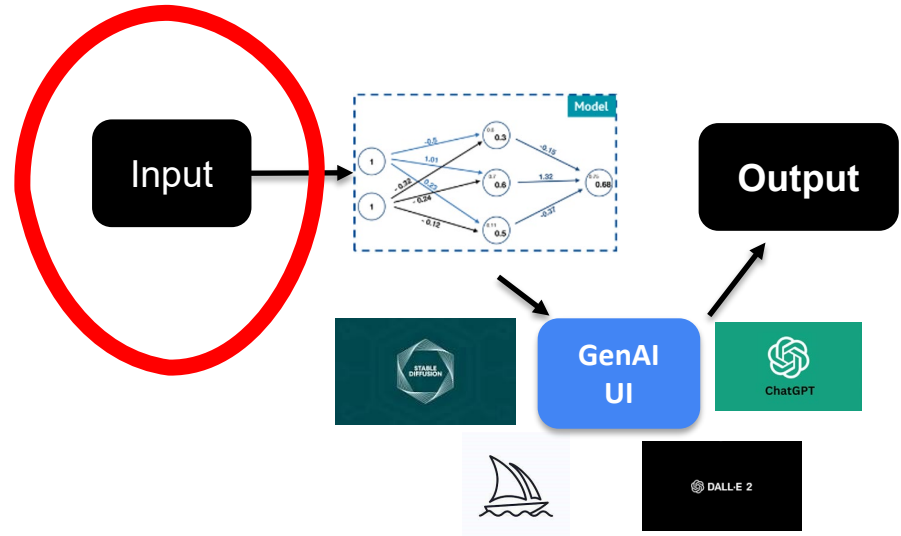 Input
Model
1
1
-0.5
1.01
-0.23
- 0.32
- 0.24
- 0.12
0.3
0.6
0.5
-0.15
1.32
-0.37
0.68
Output
STABLE
DIFFUSION
GenAI
UI
ChatGPT
DALL·E 2